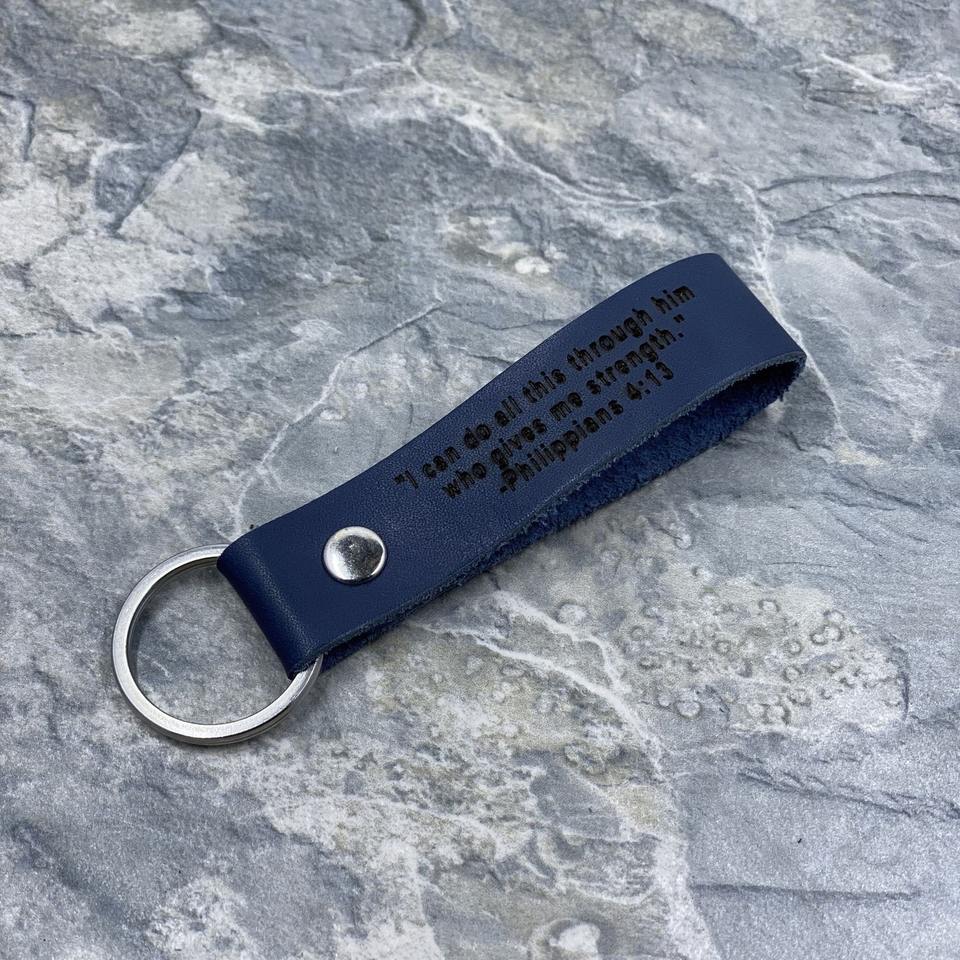 "I can do all this through him
who gives me strength."
-Philippians 4:13